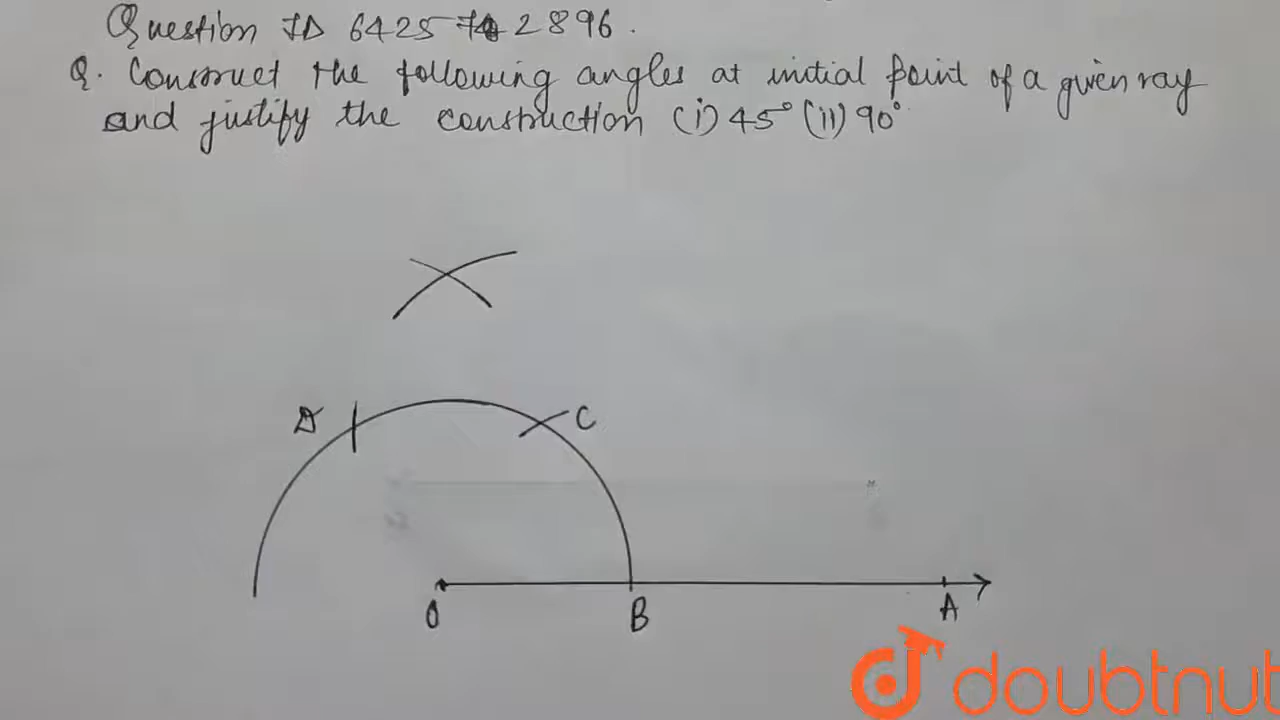 Question ID 6425 2896.
Q. Construct the following angles at initial point of a given ray
and justify the construction (i) 45° (ii) 90°
D
C
O
B
A
doubtnut